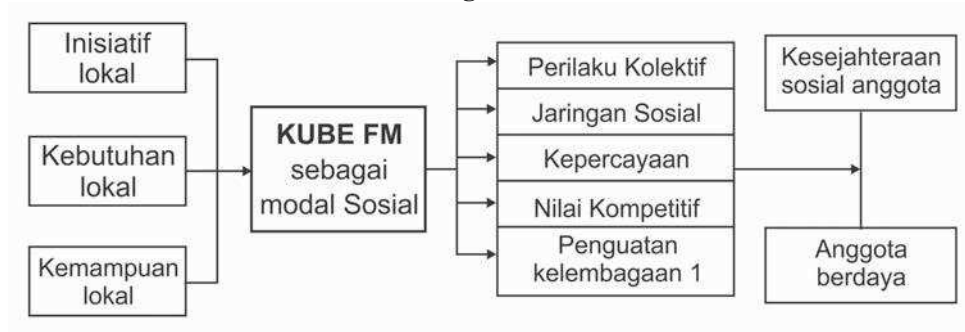 Inisiatif
lokal
Kebutuhan
lokal
Kemampuan
lokal
KUBE FM
sebagai
modal Sosial
Perilaku Kolektif
Jaringan Sosial
Kepercayaan
Nilai Kompetitif
Penguatan
kelembagaan 1
Kesejahteraan
sosial anggota
Anggota
berdaya